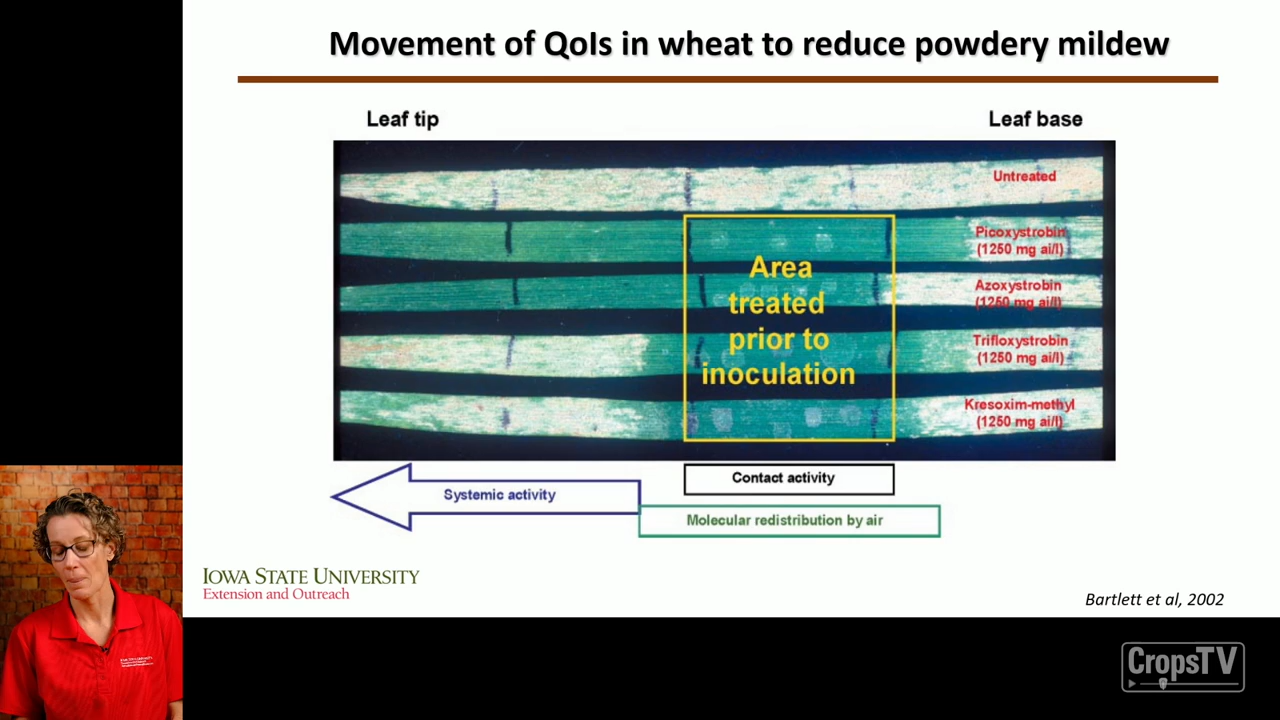 Movement of QoIs in wheat to reduce powdery mildew
Leaf tip
Leaf base
Untreated
Picoxystrobin
(1250 mg ai/l)
Azoxystrobin
(1250 mg ai/l)
Trifloxystrobin
(1250 mg ai/l)
Kresoxim-methyl
(1250 mg ai/l)
Area
treated
prior to
inoculation
Contact activity
Systemic activity
Molecular redistribution by air
IOWA STATE UNIVERSITY
Extension and Outreach
Bartlett et al, 2002
CropsTV